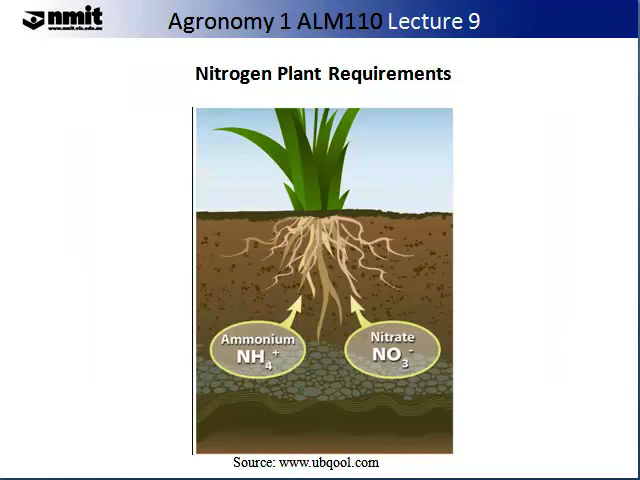 nmit
www.nmit.vic.edu.au
Agronomy 1 ALM110 Lecture 9
Nitrogen Plant Requirements
Ammonium
NH4+
Nitrate
NO3-
Source: www.ubqool.com